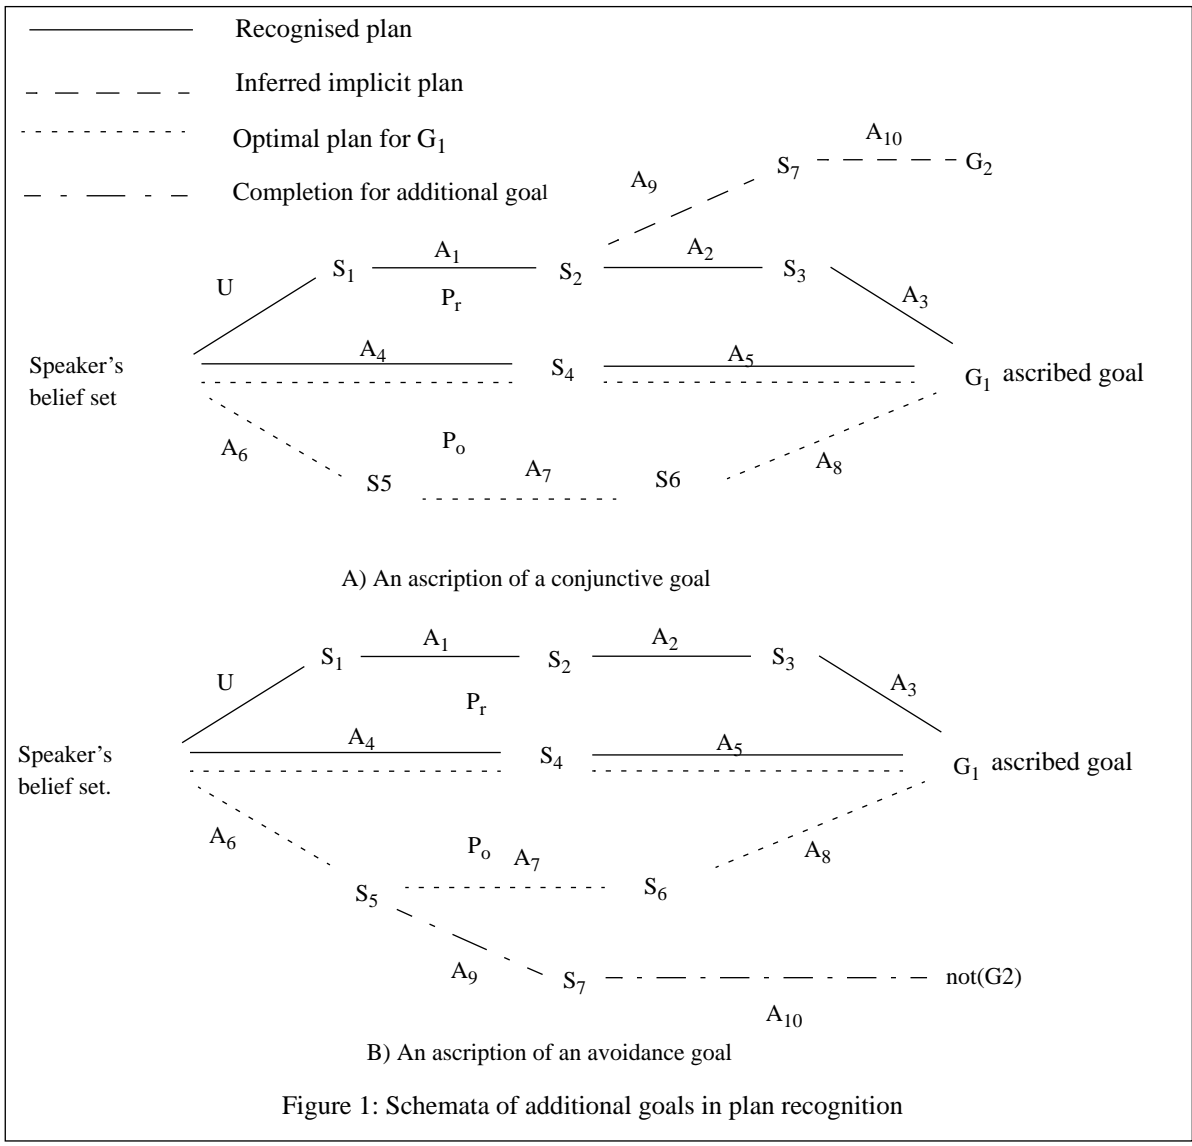 Recognised plan
Inferred implicit plan
Optimal plan for G1
Completion for additional goal
A10
S7
G2
A9
A1
A2
S1
S2
S3
U
Pr
A3
Speaker's
belief set
A4
S4
A5
G1 ascribed goal
A6
Po
A7
A8
S5
S6
A) An ascription of a conjunctive goal
A1
A2
S1
S2
S3
U
Pr
A3
Speaker's
belief set.
A4
S4
A5
G1 ascribed goal
A6
Po
A7
A8
S5
S6
A9
S7
not(G2)
A10
B) An ascription of an avoidance goal
Figure 1: Schemata of additional goals in plan recognition